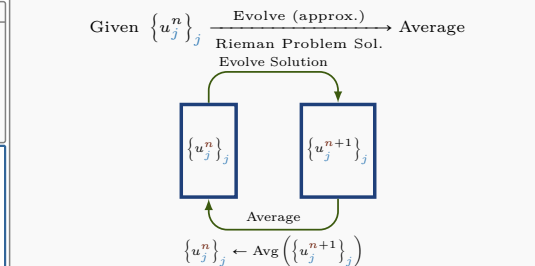 Evolve (approx.)
Given {u_j^n}_j → Average
Rieman Problem Sol.
Evolve Solution
{u_j^n}_j {u_j^{n+1}}_j
Average
{u_j^n}_j ← Avg({u_j^{n+1}}_j)